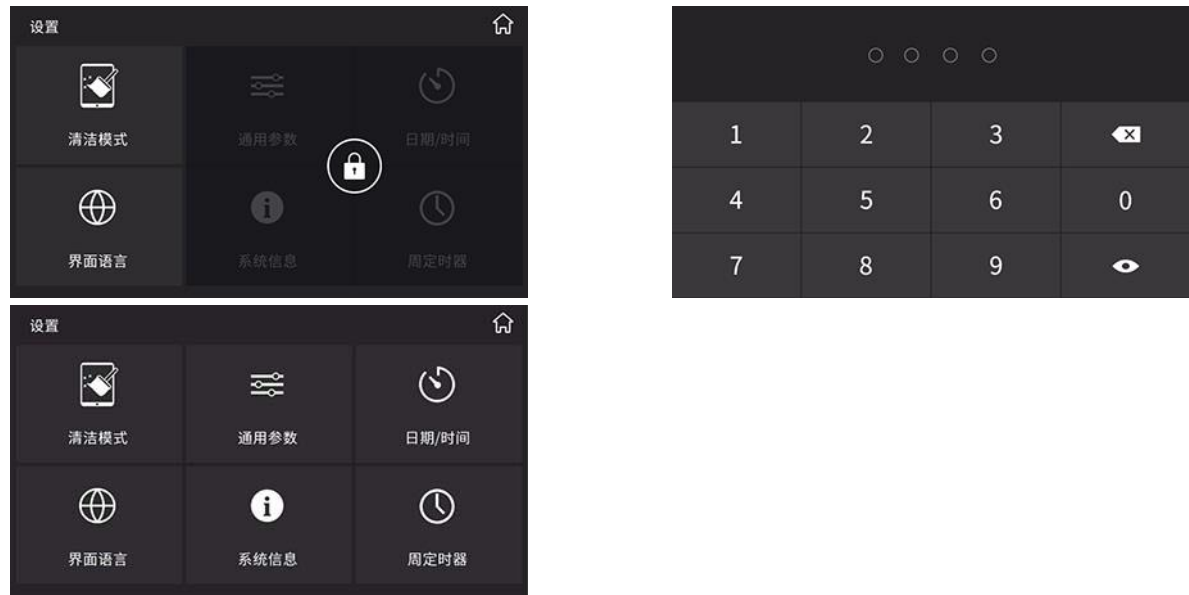 设置
清洁模式 通用参数 日期/时间
界面语言 系统信息 周定时器
1 2 3
4 5 6 0
7 8 9
设置
清洁模式 通用参数 日期/时间
界面语言 系统信息 周定时器